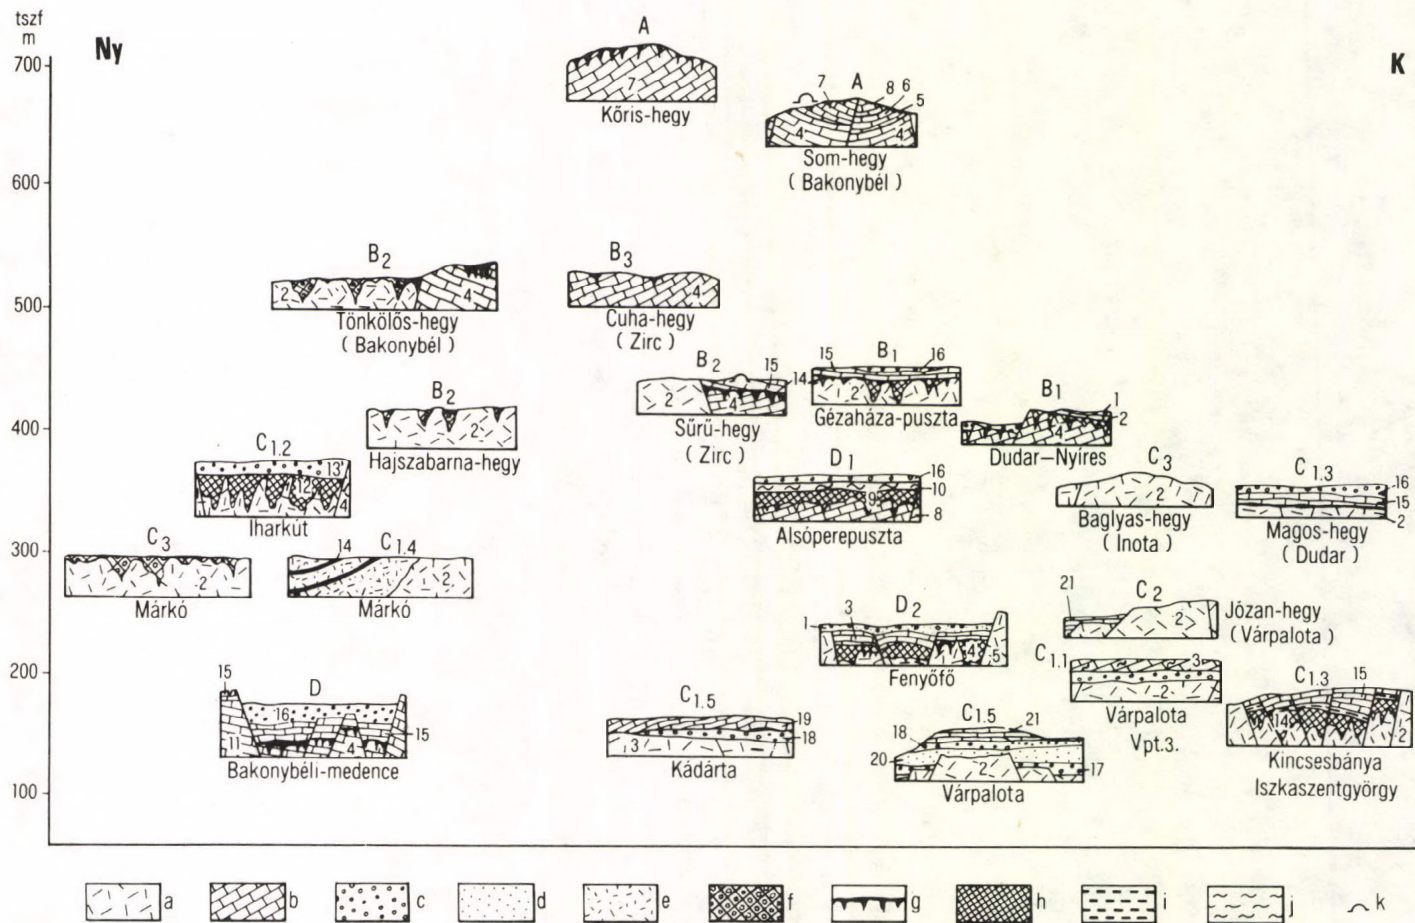 tszf
m
Ny
K
700
600
500
400
300
200
100
A
7
Kőris-hegy
7 A 8 6 5
4 4
Som-hegy
( Bakonybél )
B2
2 4
Tönkölős-hegy
( Bakonybél )
B3
4
Cuha-hegy
( Zirc )
B2
2
Hajszabarna-hegy
B2 15
2 4 14
Sűrű-hegy
( Zirc )
15 B1 16
2
Gézaháza-puszta
B1
1
2
4
Dudar–Nyíres
C1.2
13
12
4
Iharkút
D1
16
10
9
8
Alsóperepuszta
C3
2
Baglyas-hegy
( Inota )
C1.3
16
15
2
Magos-hegy
( Dudar )
C3
2
Márkó
14 C1.4
2
Márkó
D2
1 3
4 5
Fenyőfő
C2
21
2
Józan-hegy
( Várpalota )
C1.1
3
2
Várpalota
Vpt.3.
C1.3 15
14 2
Kincsesbánya
Iszkaszentgyörgy
15 D
16
15
11 4
Bakonybéli-medence
C1.5
19
18
3
Kádárta
C1.5
18 21
20
2 17
Várpalota
a b c d e f g h i j k